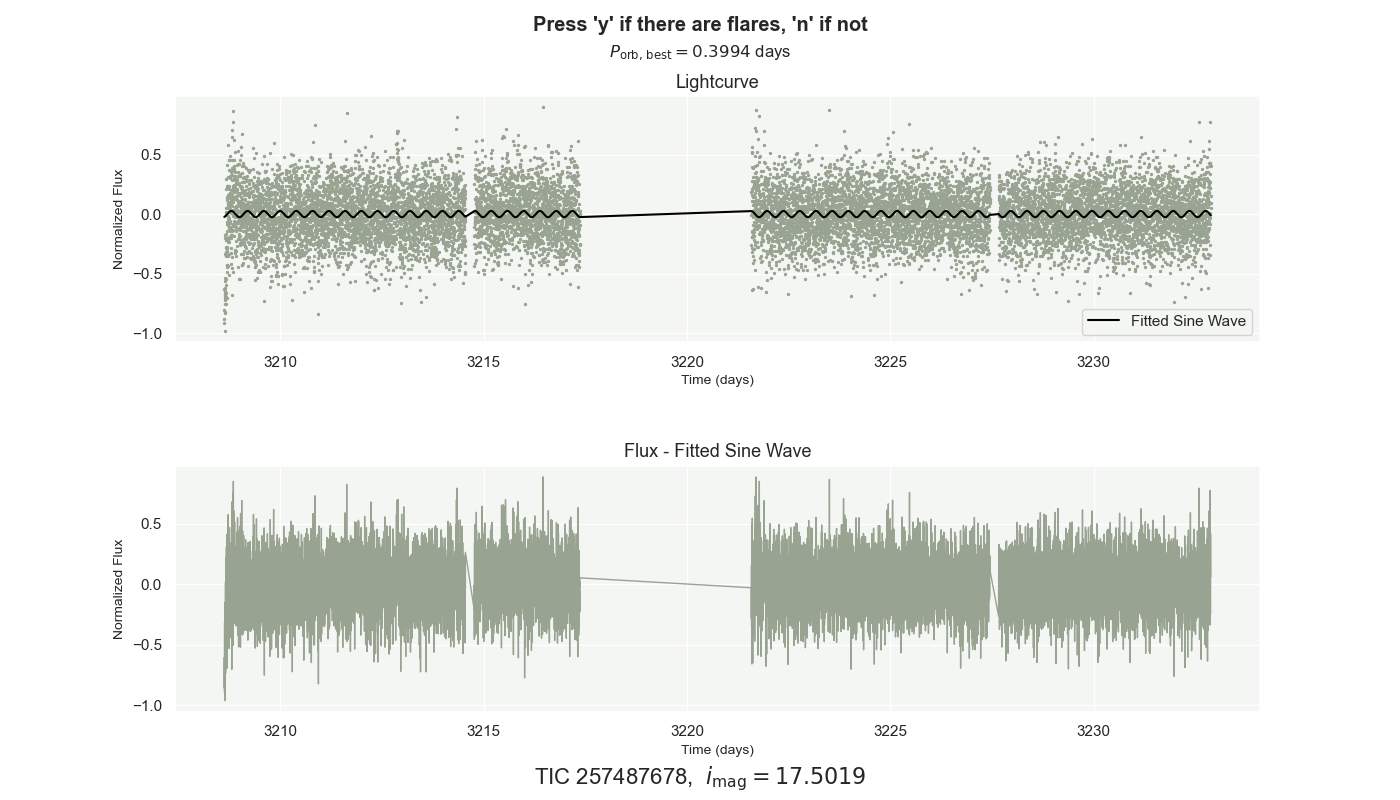 Press 'y' if there are flares, 'n' if not
P_orb, best = 0.3994 days
Lightcurve
Normalized Flux
0.5
0.0
−0.5
−1.0
Fitted Sine Wave
3210 3215 3220 3225 3230
Time (days)
Flux - Fitted Sine Wave
Normalized Flux
0.5
0.0
−0.5
−1.0
3210 3215 3220 3225 3230
Time (days)
TIC 257487678, i_mag = 17.5019